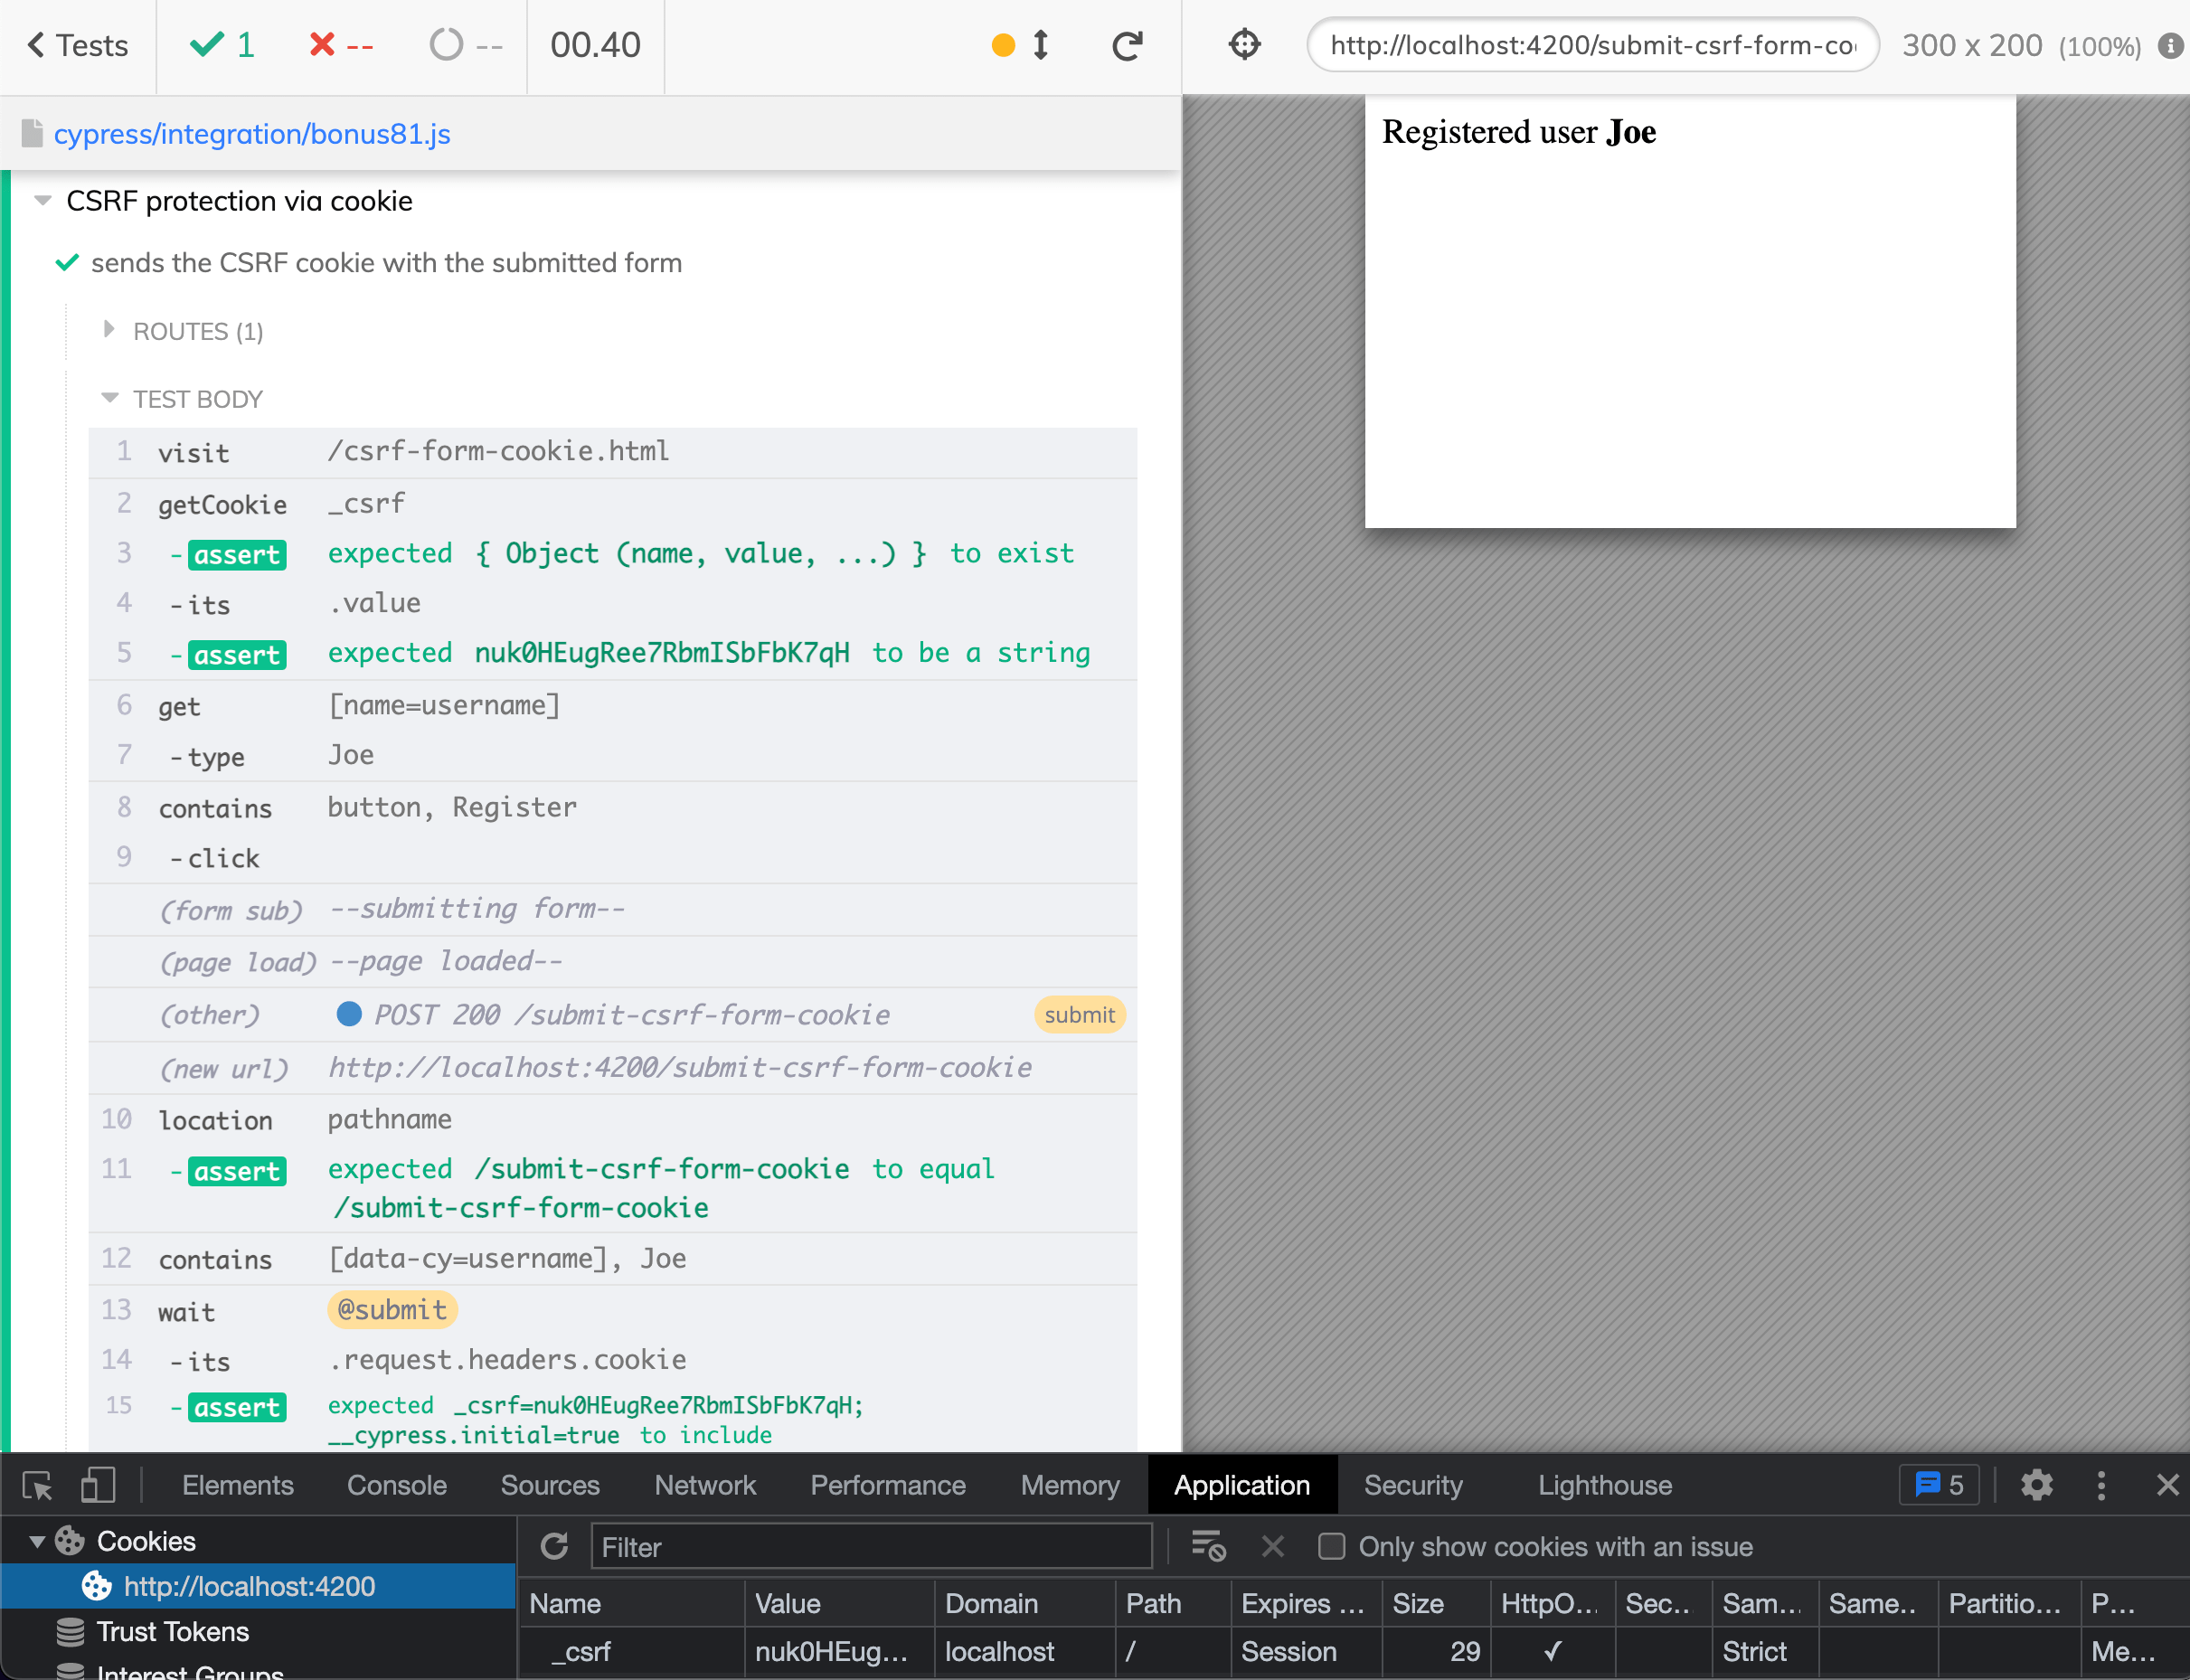 Tests
1
--
--
00.40
http://localhost:4200/submit-csrf-form-co
300 x 200 (100%)
cypress/integration/bonus81.js
Registered user Joe
CSRF protection via cookie
sends the CSRF cookie with the submitted form
ROUTES (1)
TEST BODY
1 visit /csrf-form-cookie.html
2 getCookie _csrf
3 -assert expected { Object (name, value, ...) } to exist
4 -its .value
5 -assert expected nuk0HEugRee7RbmISbFbK7qH to be a string
6 get [name=username]
7 -type Joe
8 contains button, Register
9 -click
(form sub) --submitting form--
(page load) --page loaded--
(other) POST 200 /submit-csrf-form-cookie submit
(new url) http://localhost:4200/submit-csrf-form-cookie
10 location pathname
11 -assert expected /submit-csrf-form-cookie to equal
/submit-csrf-form-cookie
12 contains [data-cy=username], Joe
13 wait @submit
14 -its .request.headers.cookie
15 -assert expected _csrf=nuk0HEugRee7RbmISbFbK7qH;
__cypress.initial=true to include
Elements Console Sources Network Performance Memory Application Security Lighthouse 5
Cookies
Filter
Only show cookies with an issue
http://localhost:4200
Name Value Domain Path Expires ... Size HttpO... Sec... Sam... Same... Partitio... P...
Trust Tokens
_csrf nuk0HEug... localhost / Session 29 ✓ Strict Me...
Interest Groups